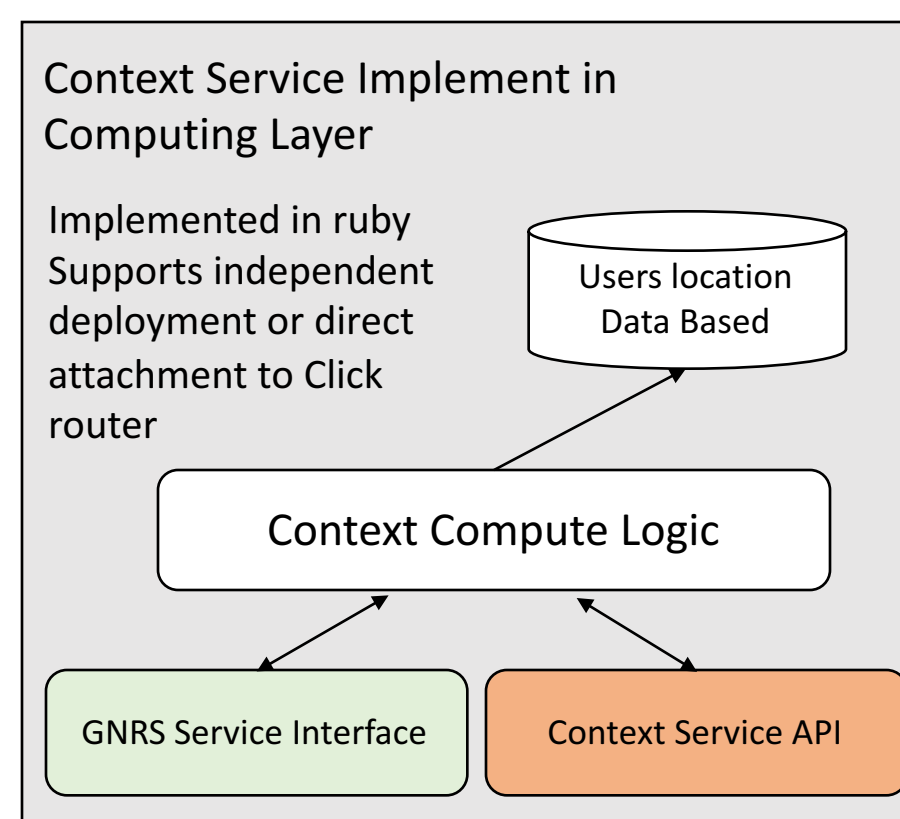 Context Service Implement in
Computing Layer
Implemented in ruby
Supports independent
deployment or direct
attachment to Click
router
Users location
Data Based
Context Compute Logic
GNRS Service Interface
Context Service API